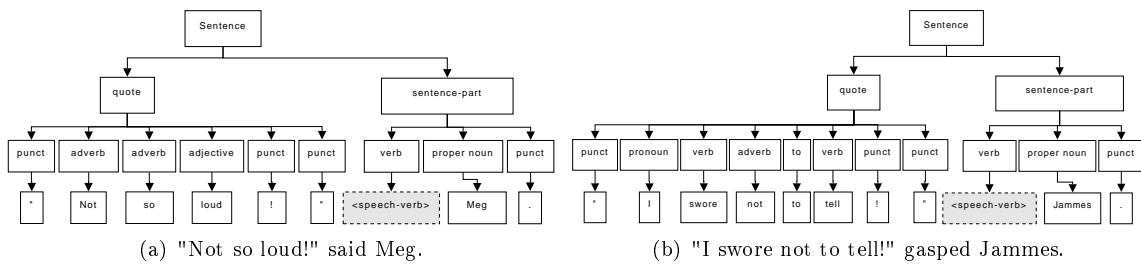 Sentence Sentence
quote sentence-part quote sentence-part
punct adverb adverb adjective punct punct verb proper noun punct punct pronoun verb adverb to verb punct punct verb proper noun punct
" Not so loud ! " <speech-verb> Meg . " I swore not to tell ! " <speech-verb> Jammes .
(a) "Not so loud!" said Meg. (b) "I swore not to tell!" gasped Jammes.